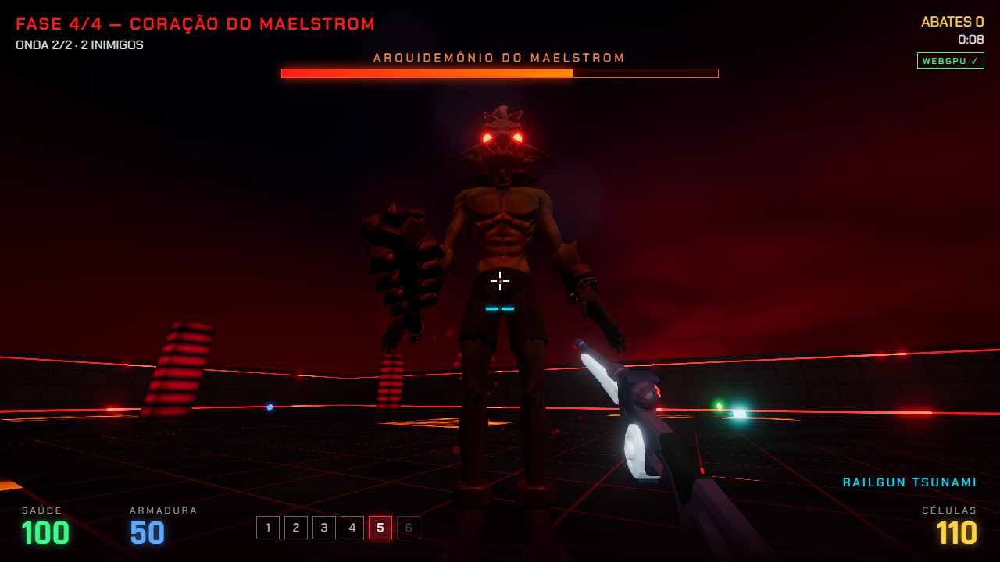 FASE 4/4 — CORAÇÃO DO MAELSTROM
ONDA 2/2 · 2 INIMIGOS
ABATES 0
0:08
WEBGPU ✓
ARQUIDEMÔNIO DO MAELSTROM
RAILGUN TSUNAMI
SAÚDE
100
ARMADURA
50
1 2 3 4 5 6
CÉLULAS
110